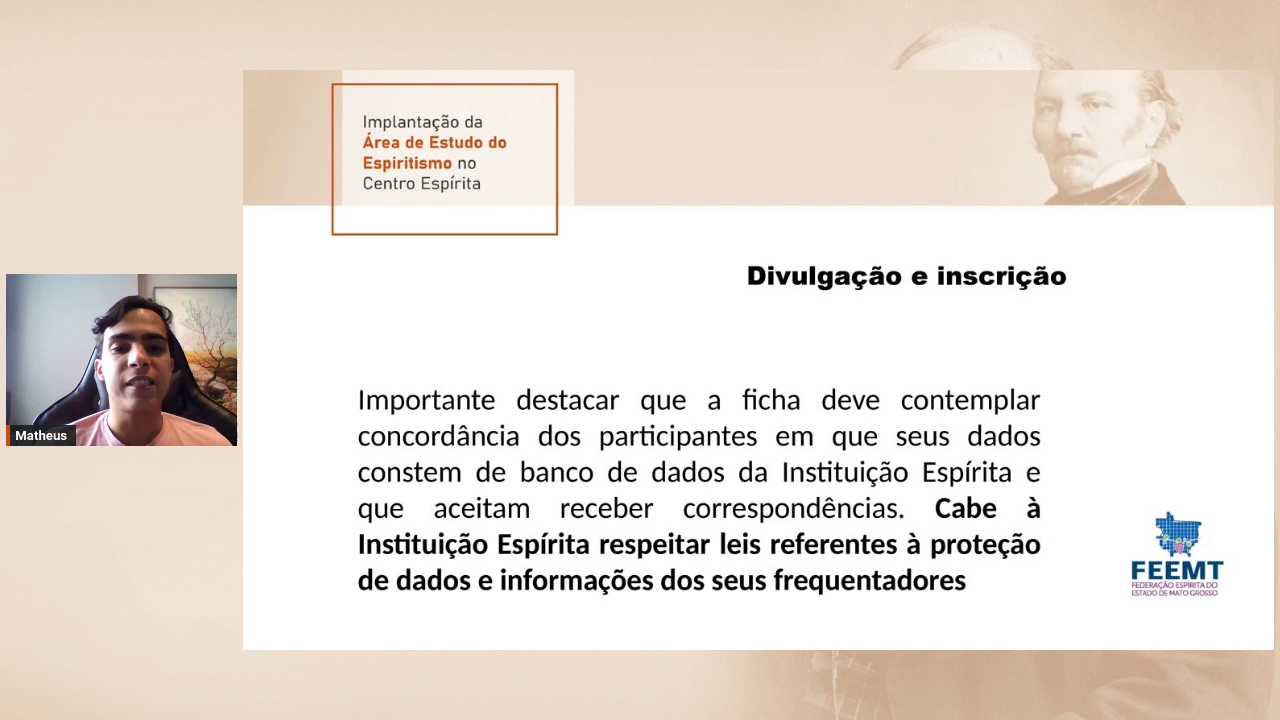 Implantação da
Área de Estudo do
Espiritismo no
Centro Espírita
Divulgação e inscrição
Importante destacar que a ficha deve contemplar
concordância dos participantes em que seus dados
constem de banco de dados da Instituição Espírita e
que aceitam receber correspondências. Cabe à
Instituição Espírita respeitar leis referentes à proteção
de dados e informações dos seus frequentadores
Matheus
FEEMT
FEDERAÇÃO ESPÍRITA DO
ESTADO DE MATO GROSSO